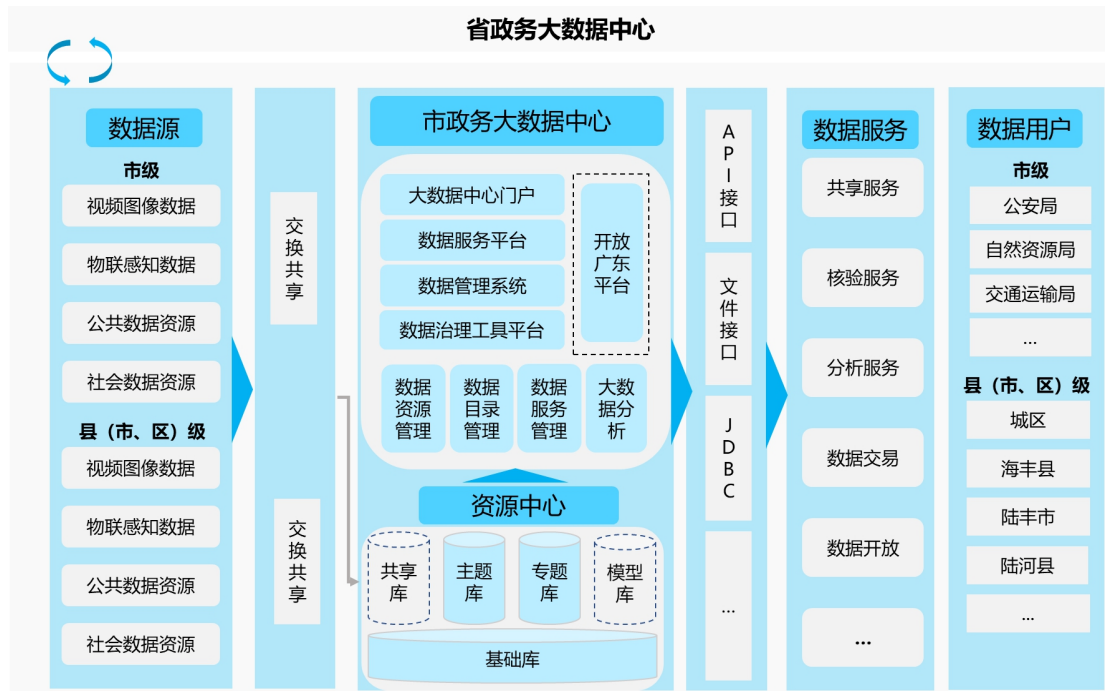 省政务大数据中心
数据源
市级
视频图像数据
物联感知数据
公共数据资源
社会数据资源
县（市、区）级
视频图像数据
物联感知数据
公共数据资源
社会数据资源
交
换
共
享
交
换
共
享
市政务大数据中心
大数据中心门户
数据服务平台
数据管理系统
数据治理工具平台
开放
广东
平台
数据
资源
管理
数据
目录
管理
数据
服务
管理
大数
据分
析
资源中心
共享
库
主题
库
专题
库
模型
库
基础库
A
P
I
接
口
文
件
接
口
J
D
B
C
...
数据服务
共享服务
核验服务
分析服务
数据交易
数据开放
...
数据用户
市级
公安局
自然资源局
交通运输局
...
县（市、区）级
城区
海丰县
陆丰市
陆河县
...